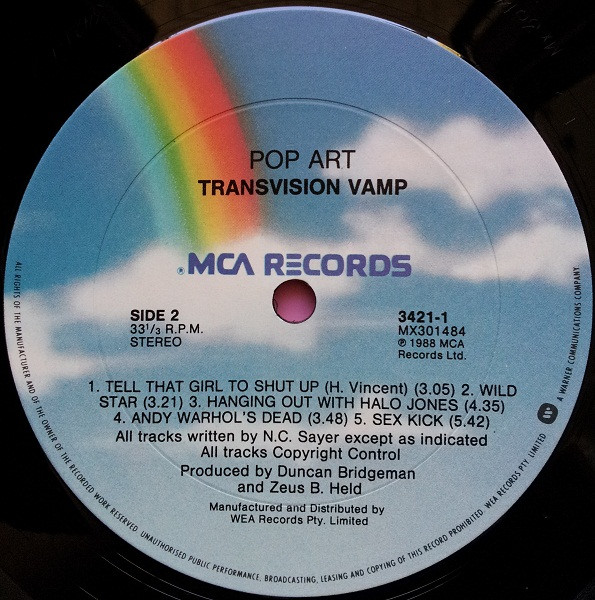 POP ART
TRANSVISION VAMP
®MCA RECORDS
SIDE 2
33 1/3 R.P.M.
STEREO
3421-1
MX301484
℗ 1988 MCA
Records Ltd.
1. TELL THAT GIRL TO SHUT UP (H. Vincent) (3.05) 2. WILD
STAR (3.21) 3. HANGING OUT WITH HALO JONES (4.35)
4. ANDY WARHOL'S DEAD (3.48) 5. SEX KICK (5.42)
All tracks written by N.C. Sayer except as indicated
All tracks Copyright Control
Produced by Duncan Bridgeman
and Zeus B. Held
Manufactured and Distributed by
WEA Records Pty. Limited
ALL RIGHTS OF THE MANUFACTURER AND OF THE OWNER OF THE RECORDED WORK RESERVED. UNAUTHORISED PUBLIC PERFORMANCE, BROADCASTING, LEASING AND COPYING OF THIS RECORD PROHIBITED. WEA RECORDS PTY. LIMITED
A WARNER COMMUNICATIONS COMPANY.